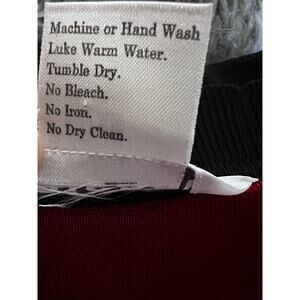 Machine or Hand Wash
Luke Warm Water.
Tumble Dry.
No Bleach.
No Iron.
No Dry Clean.